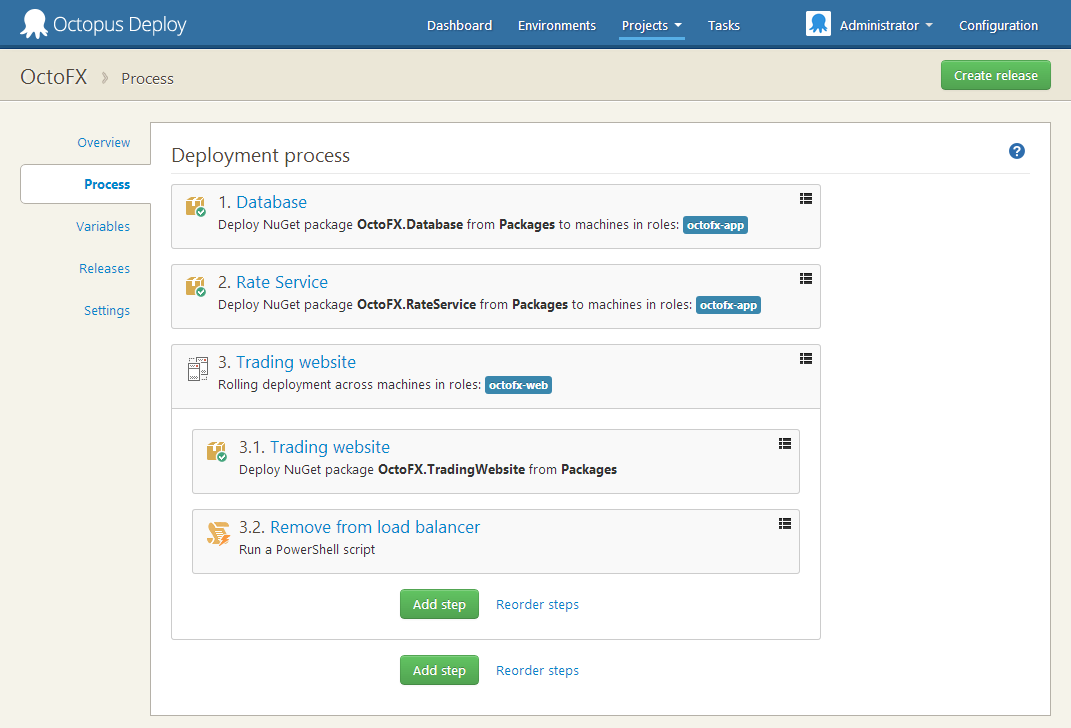 Octopus Deploy Dashboard Environments Projects Tasks Administrator Configuration
OctoFX Process Create release
Overview
Process
Variables
Releases
Settings
Deployment process ?
1. Database
Deploy NuGet package OctoFX.Database from Packages to machines in roles: octofx-app
2. Rate Service
Deploy NuGet package OctoFX.RateService from Packages to machines in roles: octofx-app
3. Trading website
Rolling deployment across machines in roles: octofx-web
3.1. Trading website
Deploy NuGet package OctoFX.TradingWebsite from Packages
3.2. Remove from load balancer
Run a PowerShell script
Add step Reorder steps
Add step Reorder steps